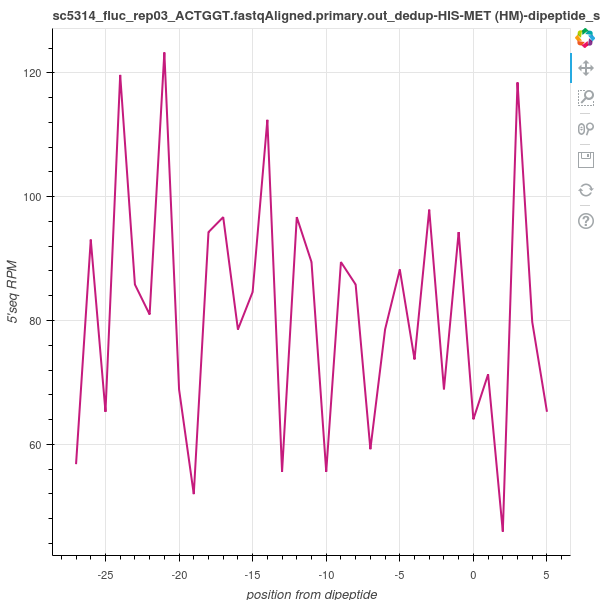 sc5314_fluc_rep03_ACTGGT.fastqAligned.primary.out_dedup-HIS-MET (HM)-dipeptide_s
120
100
80
60
5'seq RPM
-25 -20 -15 -10 -5 0 5
position from dipeptide